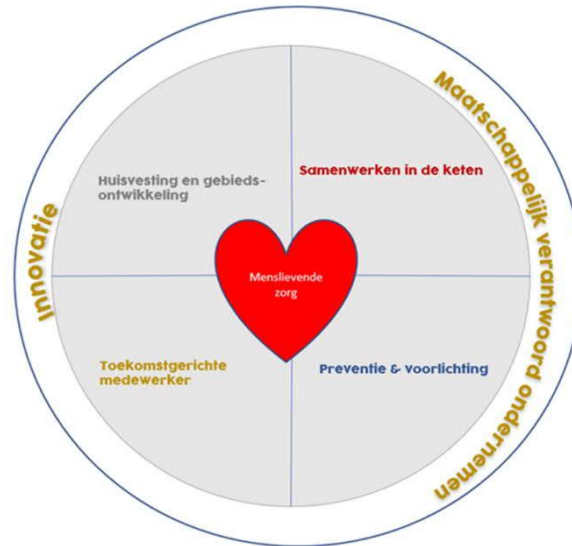 Maatschappelijk verantwoord ondernemen
Innovatie
Huisvesting en gebieds-
ontwikkeling
Samenwerken in de keten
Menslievende
zorg
Toekomstgerichte
medewerker
Preventie & voorlichting